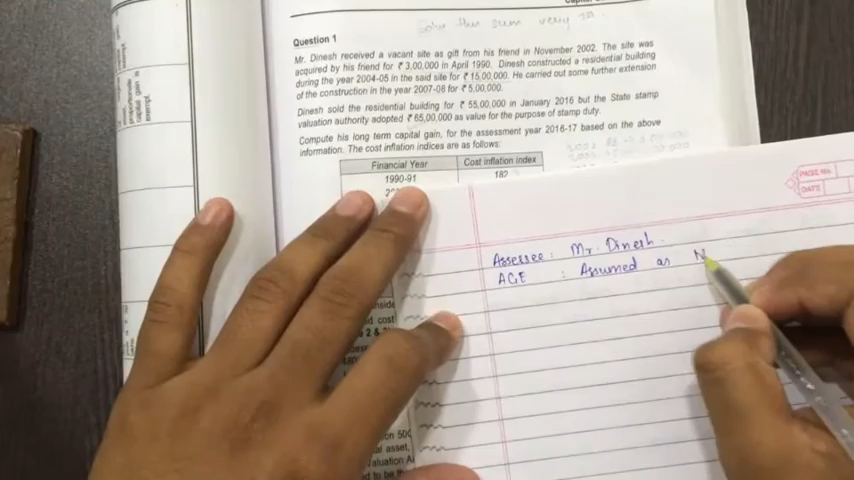 Solve this sum very
Question 1
Mr. Dinesh received a vacant site as gift from his friend in November 2002. The site was
acquired by his friend for ₹ 3,00,000 in April 1990. Dinesh constructed a residential building
during the year 2004-05 in the said site for ₹ 15,00,000. He carried out some further extension
of the construction in the year 2007-08 for ₹ 5,00,000.
Dinesh sold the residential building for ₹ 55,00,000 in January 2016 but the State stamp
valuation authority adopted ₹ 65,00,000 as value for the purpose of stamp duty.
Compute his long term capital gain, for the assessment year 2016-17 based on the above
information. The cost inflation indices are as follows:
Financial Year Cost inflation index
1990-91 182
PAGE No.
DATE
Assessee : Mr. Dinesh.
AGE : Assumed as N
proportionate
capital gain is
exempt.